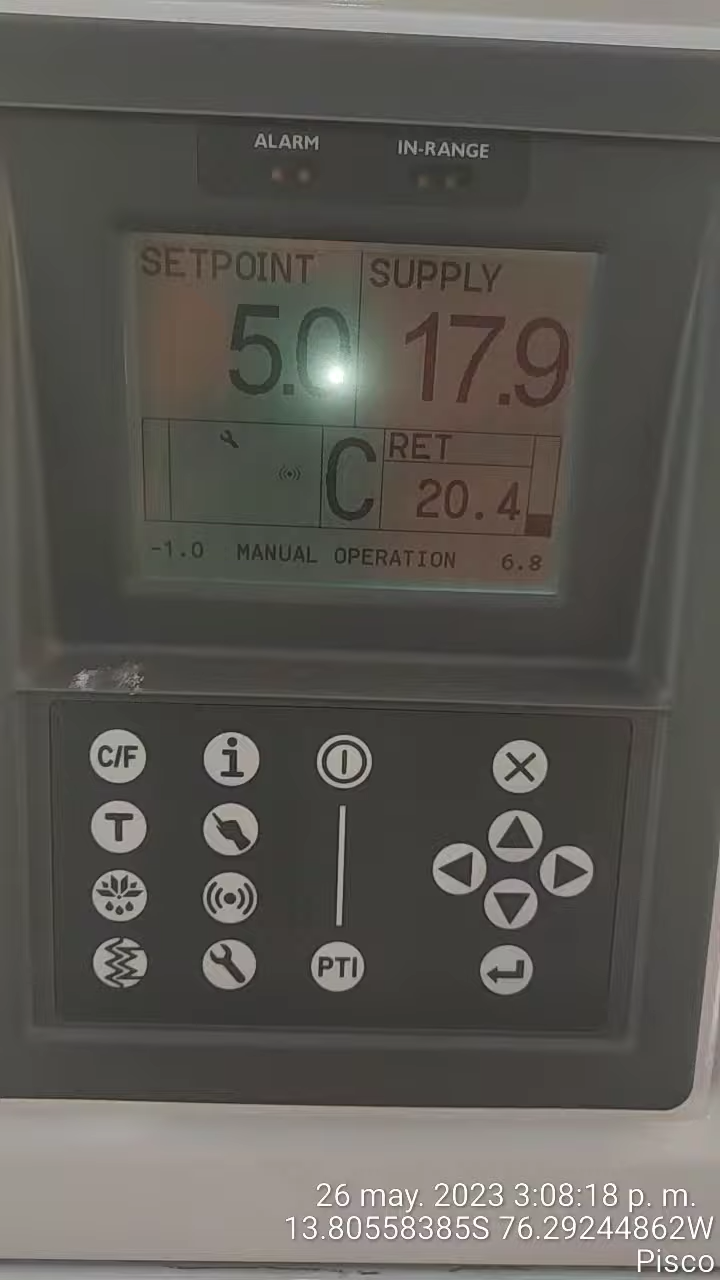 ALARM IN-RANGE
SETPOINT SUPPLY
5.0 17.9
C RET
20.4
-1.0 MANUAL OPERATION 6.8
C/F i
T
PTI
26 may. 2023 3:08:18 p. m.
13.80558385S 76.29244862W
Pisco